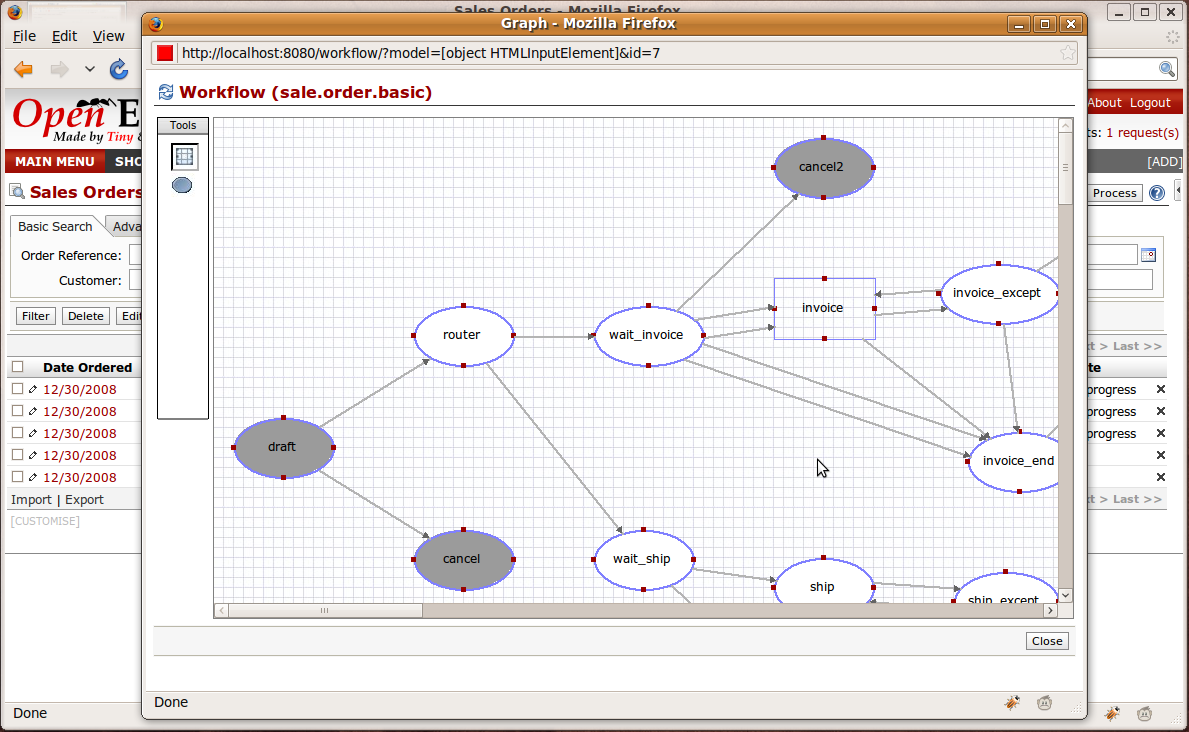 Sales Orders - Mozilla Firefox
Graph - Mozilla Firefox
File Edit View
http://localhost:8080/workflow/?model=[object HTMLInputElement]&id=7
Open E
Made by Tiny &
About Logout
Workflow (sale.order.basic)
ts: 1 request(s)
MAIN MENU SHO
[ADD]
Tools
Sales Orders
Process
Basic Search Adva
Order Reference:
Customer:
Filter Delete Edit
cancel2
invoice_except
invoice
router
wait_invoice
t > Last >>
Date Ordered
te
12/30/2008
progress
12/30/2008
progress
12/30/2008
progress
12/30/2008
12/30/2008
draft
invoice_end
Import | Export
t > Last >>
[CUSTOMISE]
cancel
wait_ship
ship
ship_except
Close
Done
Done